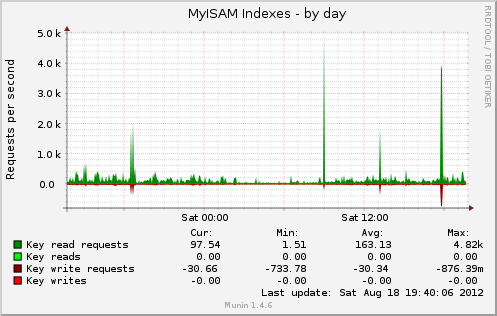 MyISAM Indexes - by day
RRDTOOL / TOBI OETIKER
Requests per second
5.0 k
4.0 k
3.0 k
2.0 k
1.0 k
0.0
Sat 00:00 Sat 12:00
Cur: Min: Avg: Max:
Key read requests 97.54 1.51 163.13 4.82k
Key reads 0.00 0.00 0.00 0.00
Key write requests -30.66 -733.78 -30.34 -876.39m
Key writes -0.00 -0.00 -0.00 -0.00
Last update: Sat Aug 18 19:40:06 2012
Munin 1.4.6